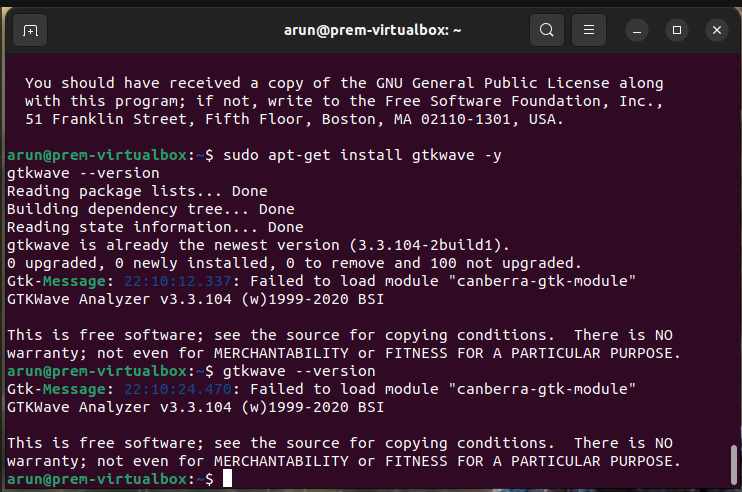 arun@prem-virtualbox: ~
You should have received a copy of the GNU General Public License along
with this program; if not, write to the Free Software Foundation, Inc.,
51 Franklin Street, Fifth Floor, Boston, MA 02110-1301, USA.
arun@prem-virtualbox:~$ sudo apt-get install gtkwave -y
gtkwave --version
Reading package lists... Done
Building dependency tree... Done
Reading state information... Done
gtkwave is already the newest version (3.3.104-2build1).
0 upgraded, 0 newly installed, 0 to remove and 100 not upgraded.
Gtk-Message: 22:10:12.337: Failed to load module "canberra-gtk-module"
GTKWave Analyzer v3.3.104 (w)1999-2020 BSI
This is free software; see the source for copying conditions.  There is NO
warranty; not even for MERCHANTABILITY or FITNESS FOR A PARTICULAR PURPOSE.
arun@prem-virtualbox:~$ gtkwave --version
Gtk-Message: 22:10:24.470: Failed to load module "canberra-gtk-module"
GTKWave Analyzer v3.3.104 (w)1999-2020 BSI
This is free software; see the source for copying conditions.  There is NO
warranty; not even for MERCHANTABILITY or FITNESS FOR A PARTICULAR PURPOSE.
arun@prem-virtualbox:~$